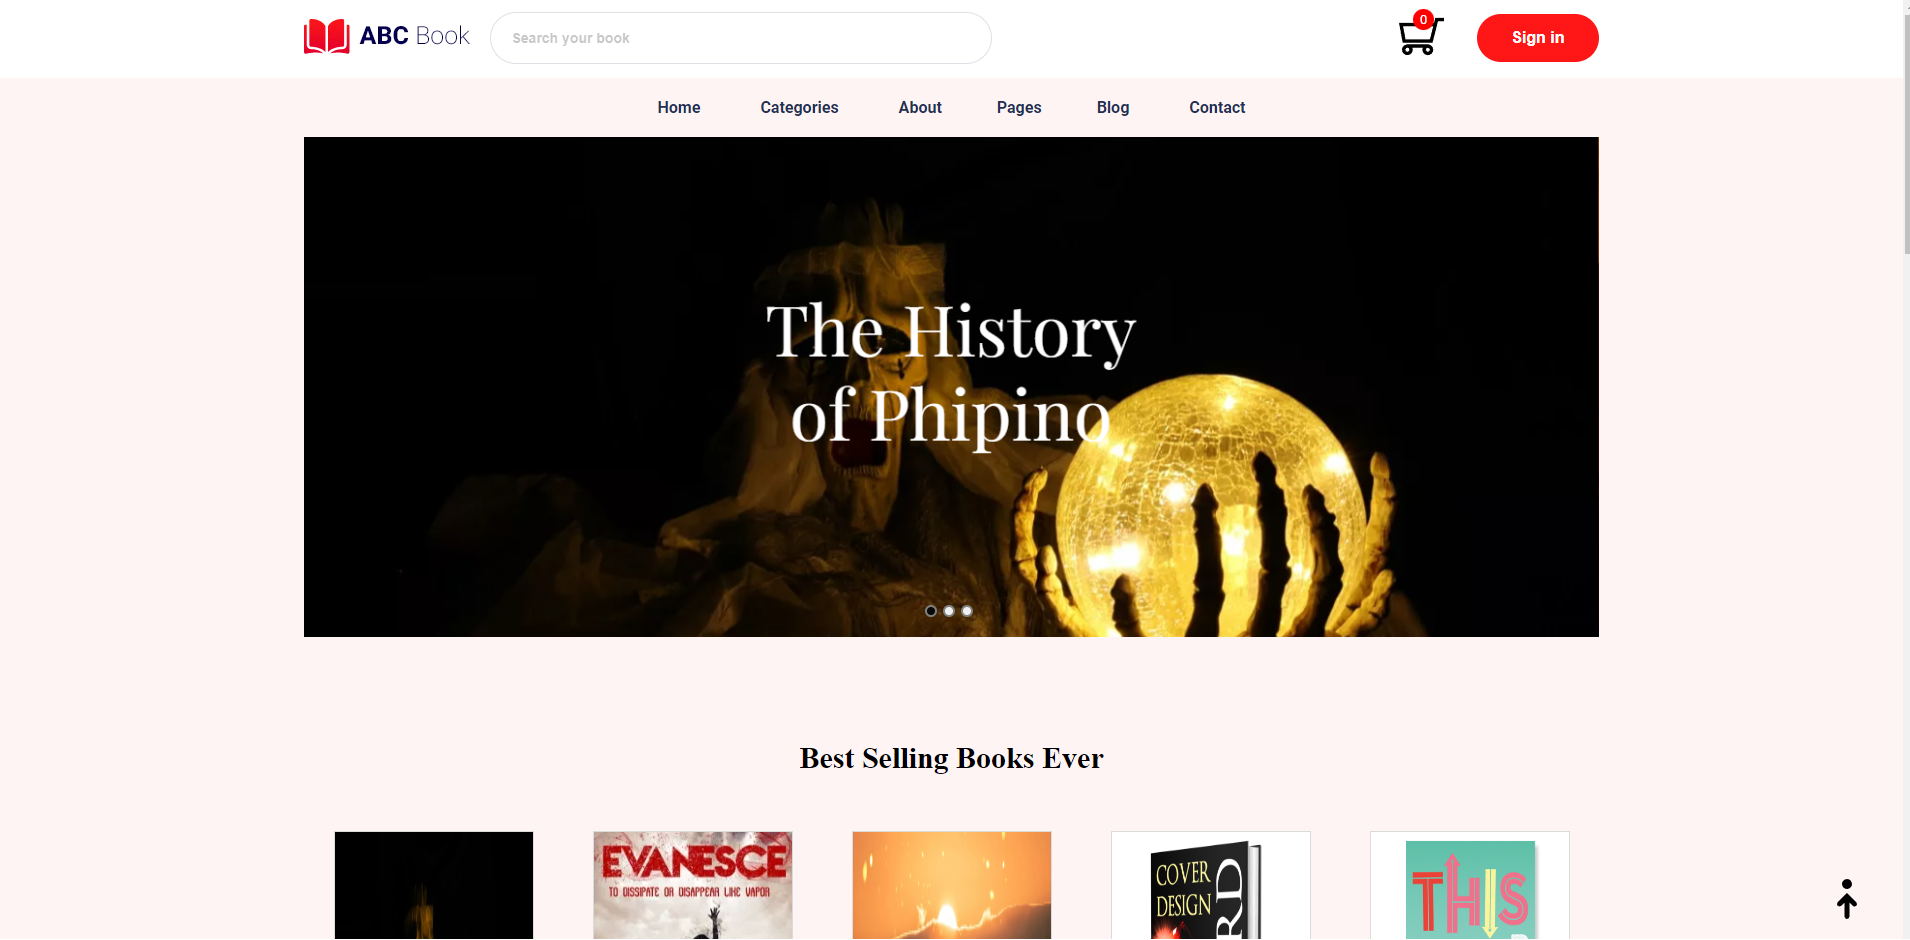 ABC Book
Search your book
0
Sign in
Home
Categories
About
Pages
Blog
Contact
The History
of Phipino
Best Selling Books Ever
EVANESCE
TO DISSIPATE OR DISAPPEAR LIKE VAPOR
COVER
DESIGN
RD
THIS